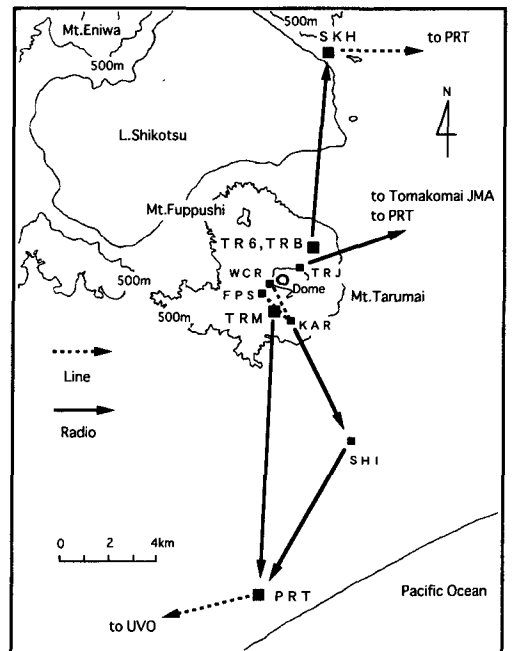 Mt.Eniwa
500m
SKH
to PRT
500m
N
L.Shikotsu
to Tomakomai JMA
to PRT
Mt.Fuppushi
TR6,TRB
WCR
TRJ
500m
FPS
Dome
Mt.Tarumai
500m
TRM
KAR
Line
Radio
SHI
0 2 4km
PRT
Pacific Ocean
to UVO